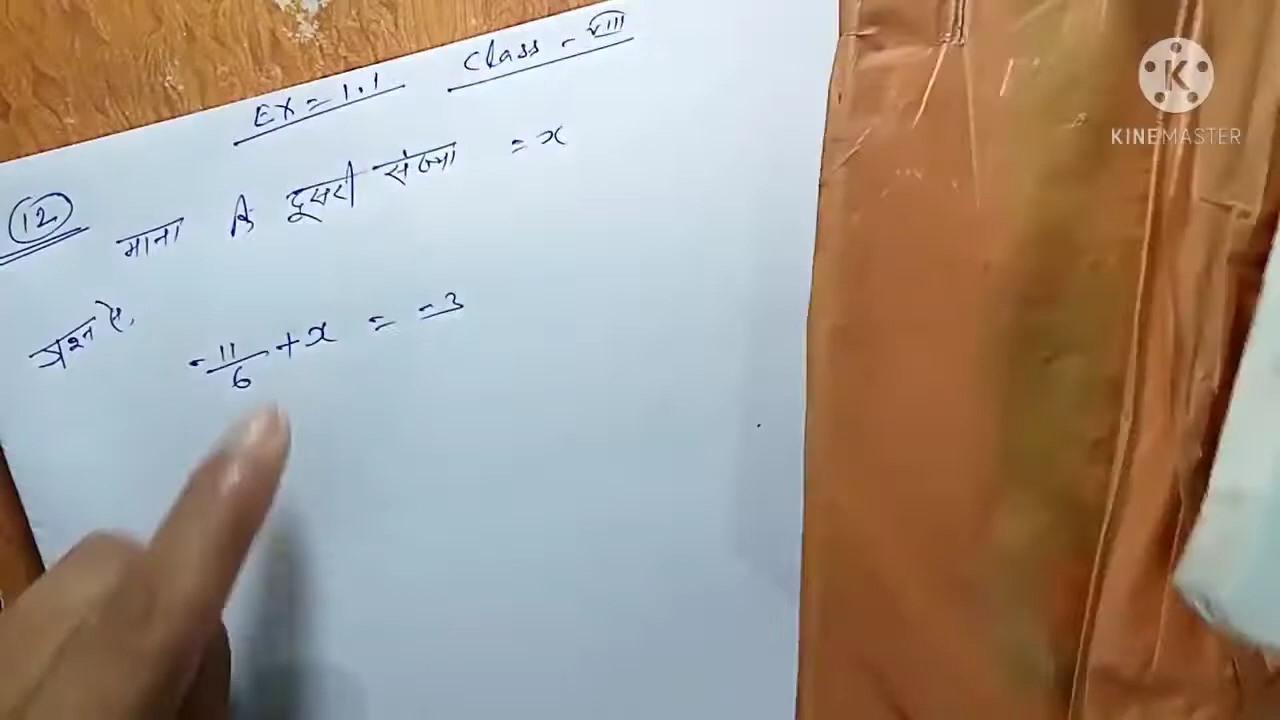 EX = 1.1 Class - VIII
(12) माना कि दूसरी संख्या = x
प्रश्न से, -11/6 + x = -3
KINEMASTER